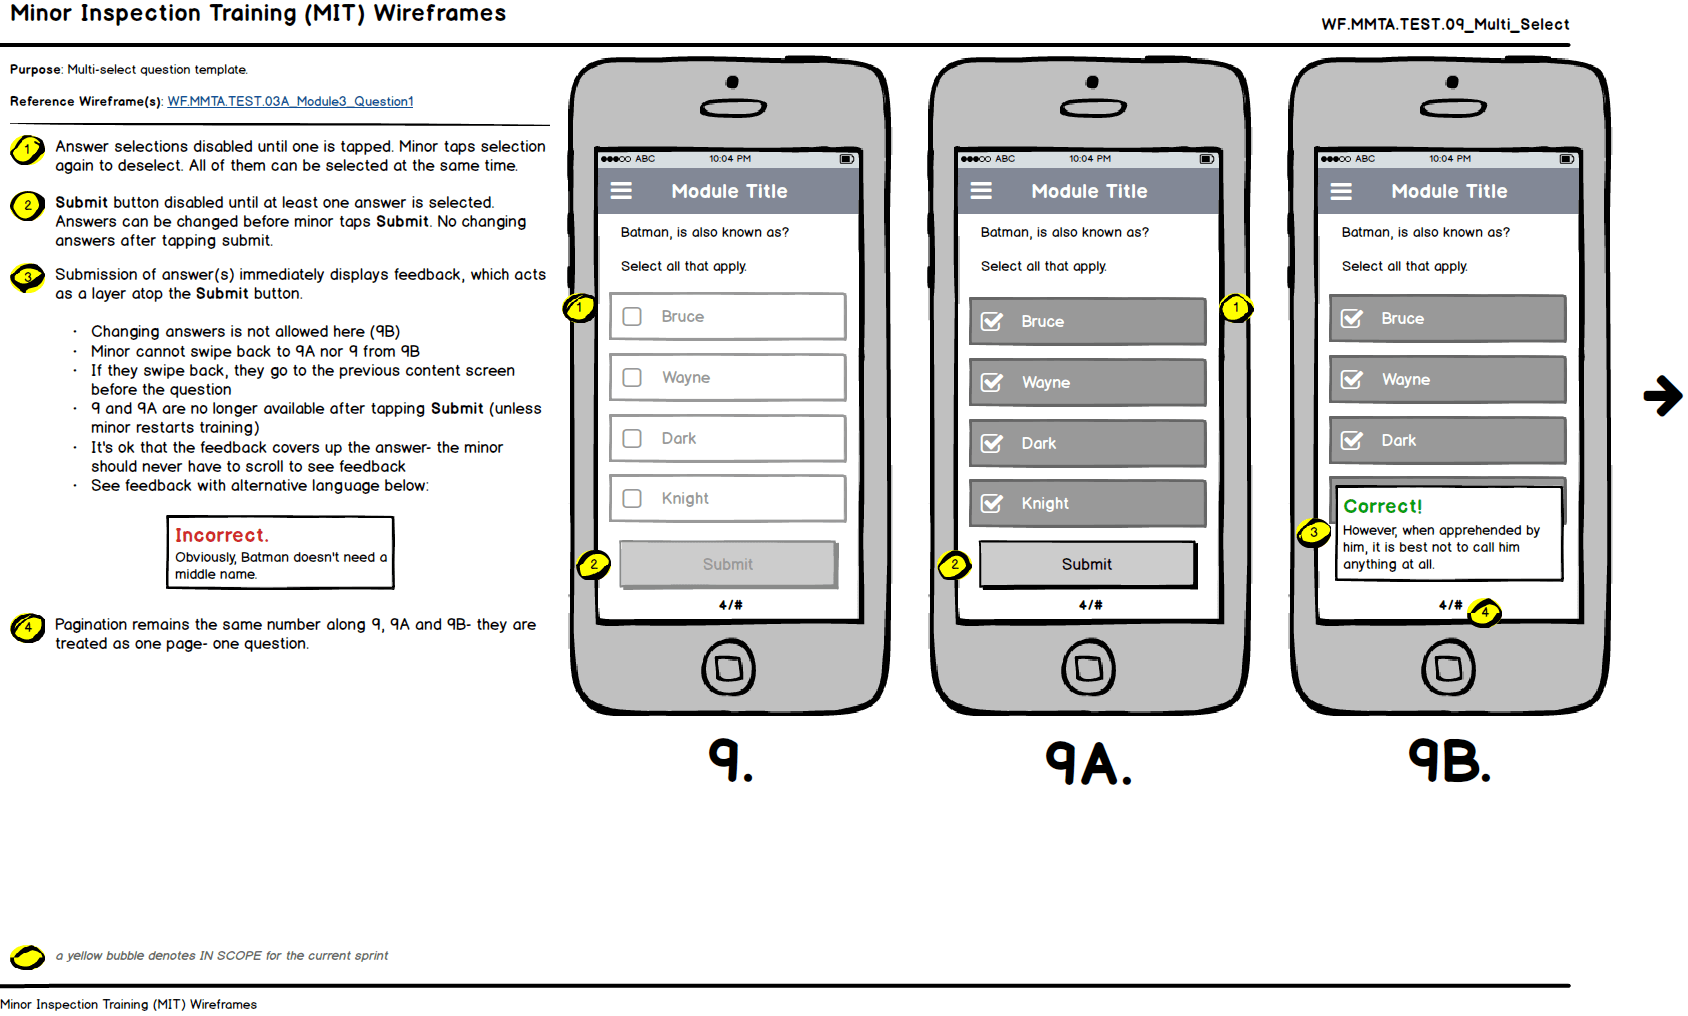 Minor Inspection Training (MIT) Wireframes
WF.MMTA.TEST.09_Multi_Select
Purpose: Multi-select question template.
Reference Wireframe(s): WF.MMTA.TEST.03A_Module3_Question1
1
Answer selections disabled until one is tapped. Minor taps selection
again to deselect. All of them can be selected at the same time.
2
Submit button disabled until at least one answer is selected.
Answers can be changed before minor taps Submit. No changing
answers after tapping submit.
3
Submission of answer(s) immediately displays feedback, which acts
as a layer atop the Submit button.
· Changing answers is not allowed here (9B)
· Minor cannot swipe back to 9A nor 9 from 9B
· If they swipe back, they go to the previous content screen
before the question
· 9 and 9A are no longer available after tapping Submit (unless
minor restarts training)
· It's ok that the feedback covers up the answer- the minor
should never have to scroll to see feedback
· See feedback with alternative language below:
Incorrect.
Obviously, Batman doesn't need a
middle name.
4
Pagination remains the same number along 9, 9A and 9B- they are
treated as one page- one question.
ABC 10:04 PM
Module Title
Batman, is also known as?
Select all that apply.
1
Bruce
Wayne
Dark
Knight
2
Submit
4/#
9.
ABC 10:04 PM
Module Title
Batman, is also known as?
Select all that apply.
1
Bruce
Wayne
Dark
Knight
2
Submit
4/#
9A.
ABC 10:04 PM
Module Title
Batman, is also known as?
Select all that apply.
Bruce
Wayne
Dark
3
Correct!
However, when apprehended by
him, it is best not to call him
anything at all.
4/#
4
9B.
a yellow bubble denotes IN SCOPE for the current sprint
Minor Inspection Training (MIT) Wireframes